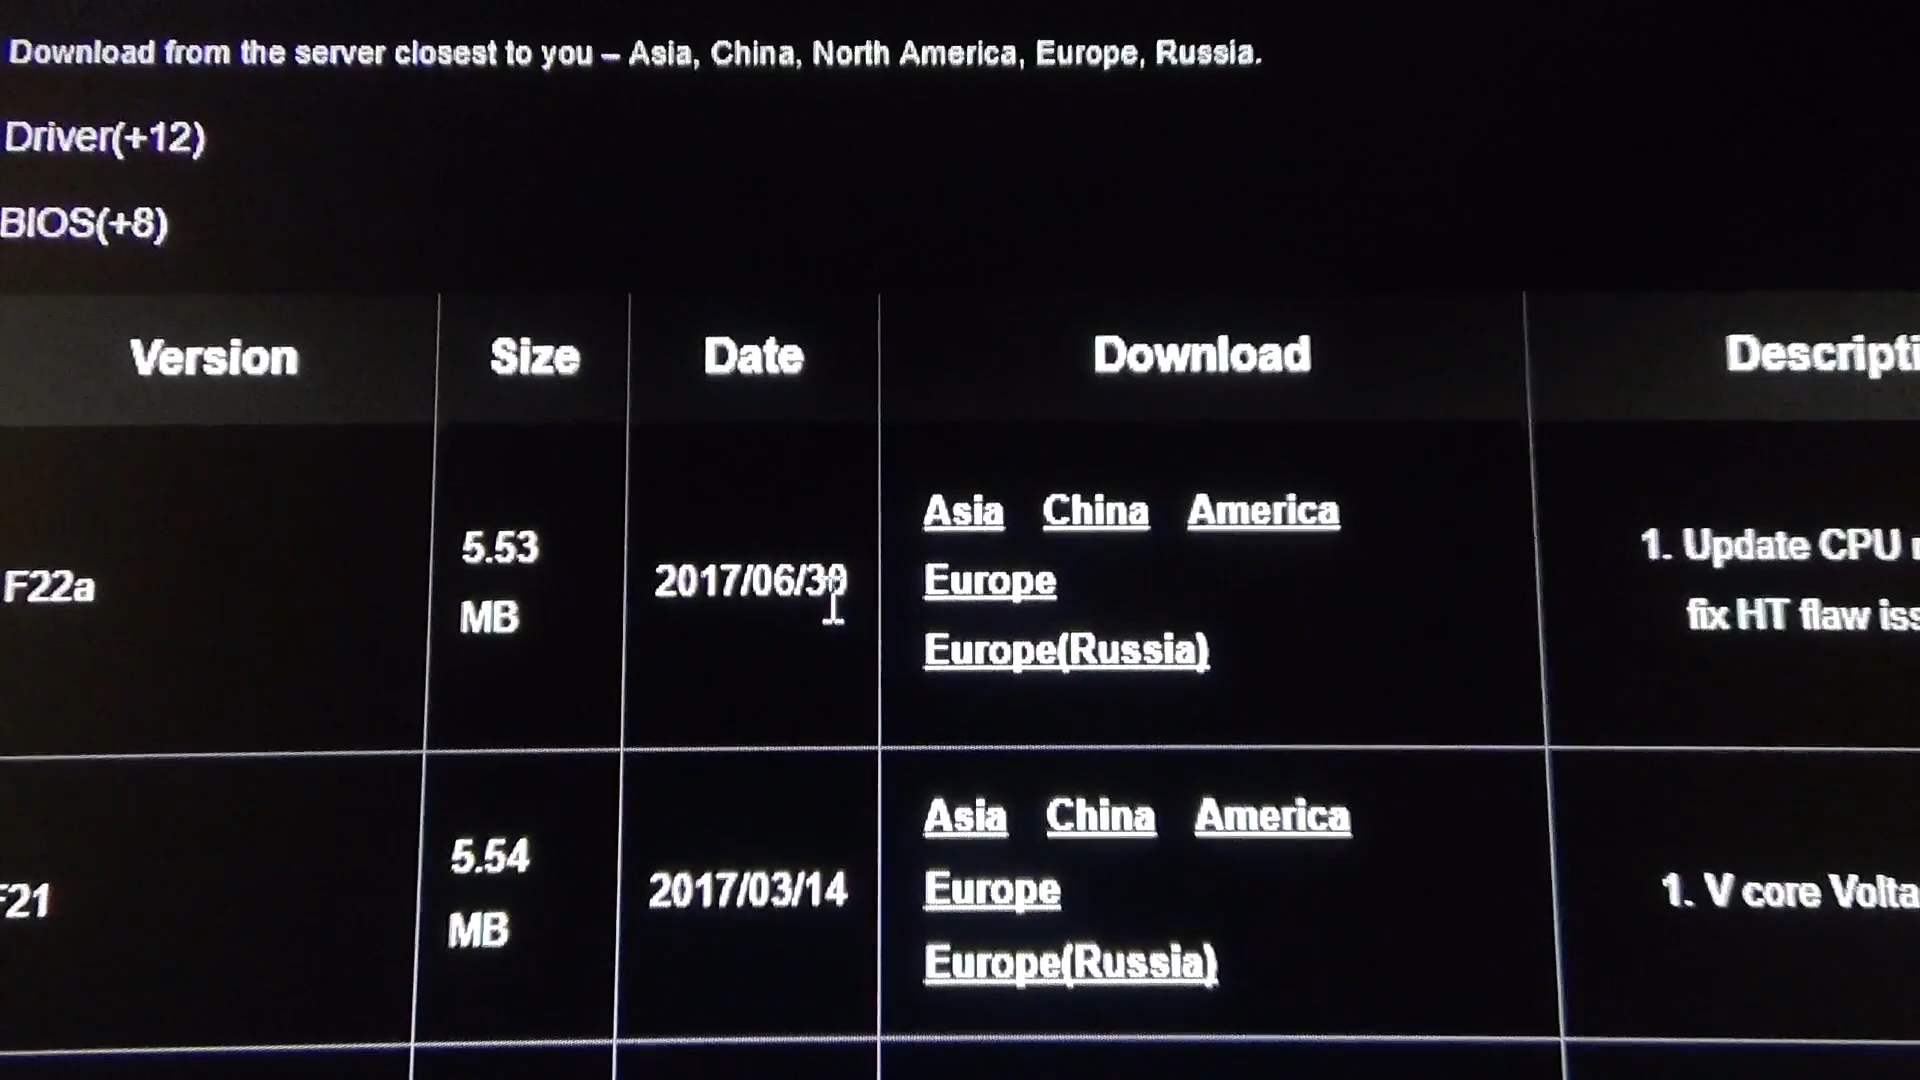 Download from the server closest to you – Asia, China, North America, Europe, Russia.
Driver(+12)
BIOS(+8)
Version Size Date Download
F22a 5.53 MB 2017/06/30 Asia China America
Europe
Europe(Russia)
1. Update CPU
fix HT flaw
F21 5.54 MB 2017/03/14 Asia China America
Europe
Europe(Russia)
1. V core